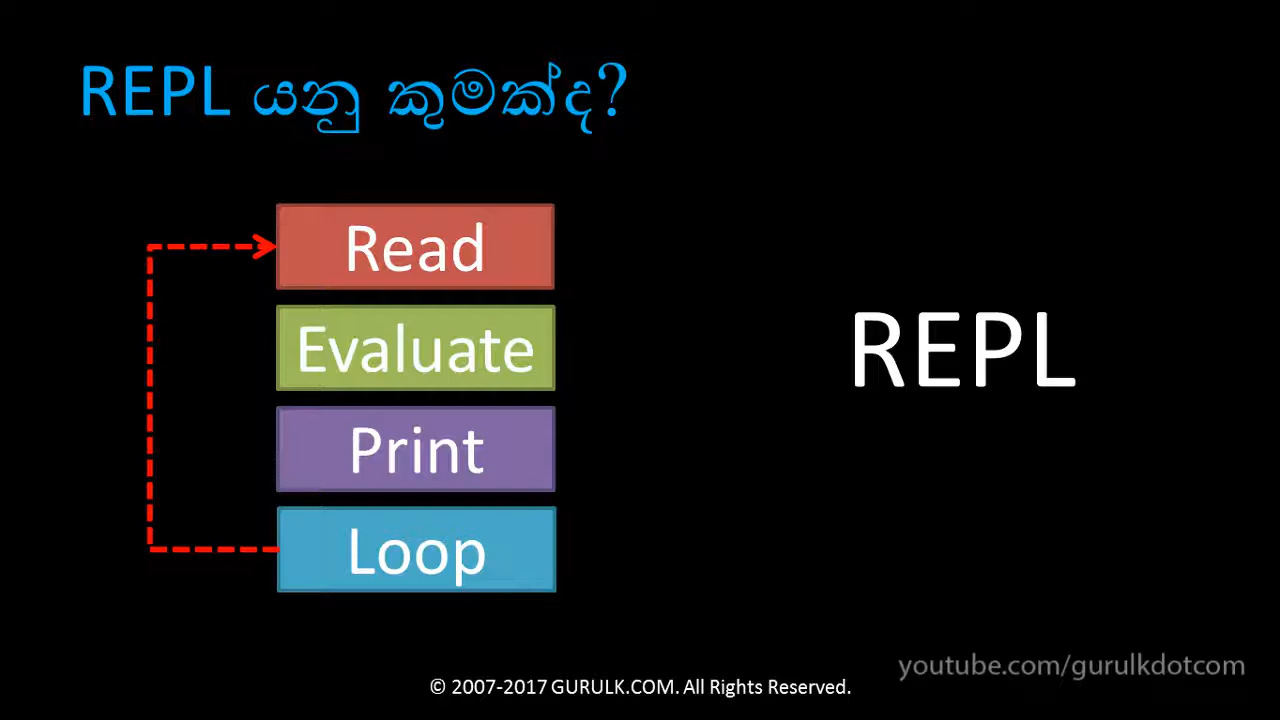 REPL යනු කුමක්ද?
Read
Evaluate
Print
Loop
REPL
youtube.com/gurulkdotcom
© 2007-2017 GURULK.COM. All Rights Reserved.